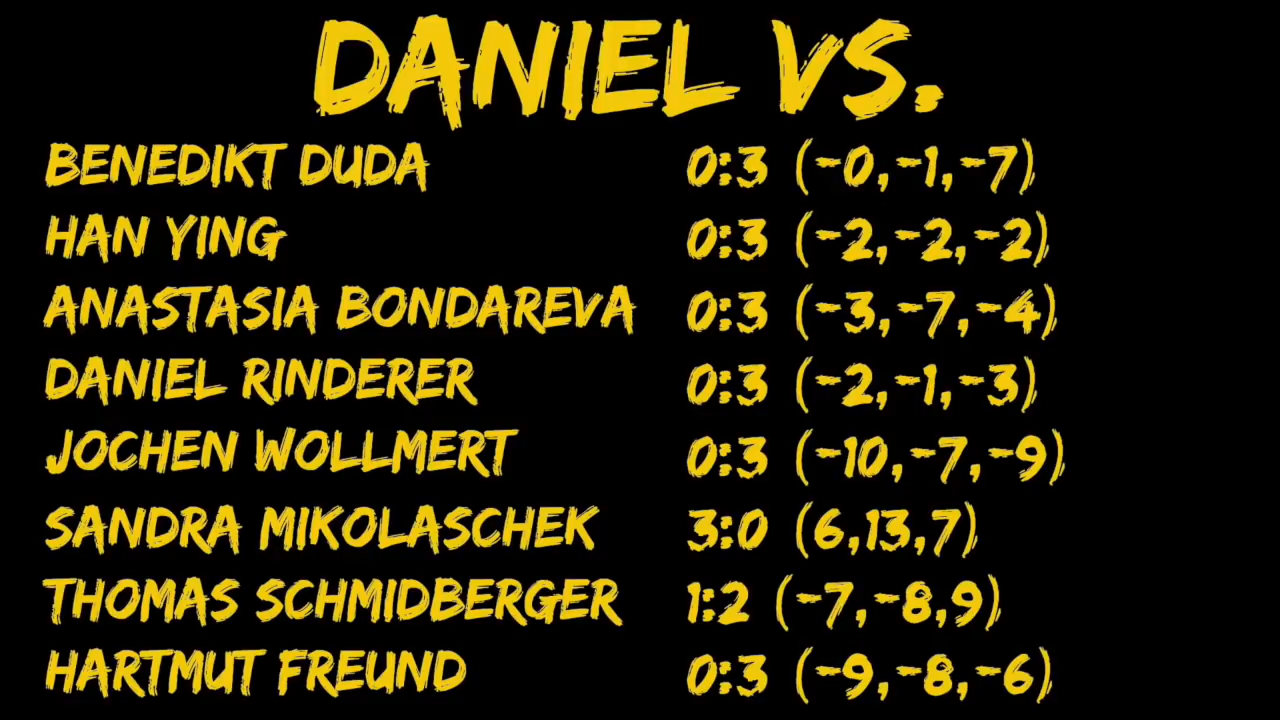 DANIEL VS.
BENEDIKT DUDA 0:3 (-0,-1,-7)
HAN YING 0:3 (-2,-2,-2)
ANASTASIA BONDAREVA 0:3 (-3,-7,-4)
DANIEL RINDERER 0:3 (-2,-1,-3)
JOCHEN WOLLMERT 0:3 (-10,-7,-9)
SANDRA MIKOLASCHEK 3:0 (6,13,7)
THOMAS SCHMIDBERGER 1:2 (-7,-8,9)
HARTMUT FREUND 0:3 (-9,-8,-6)